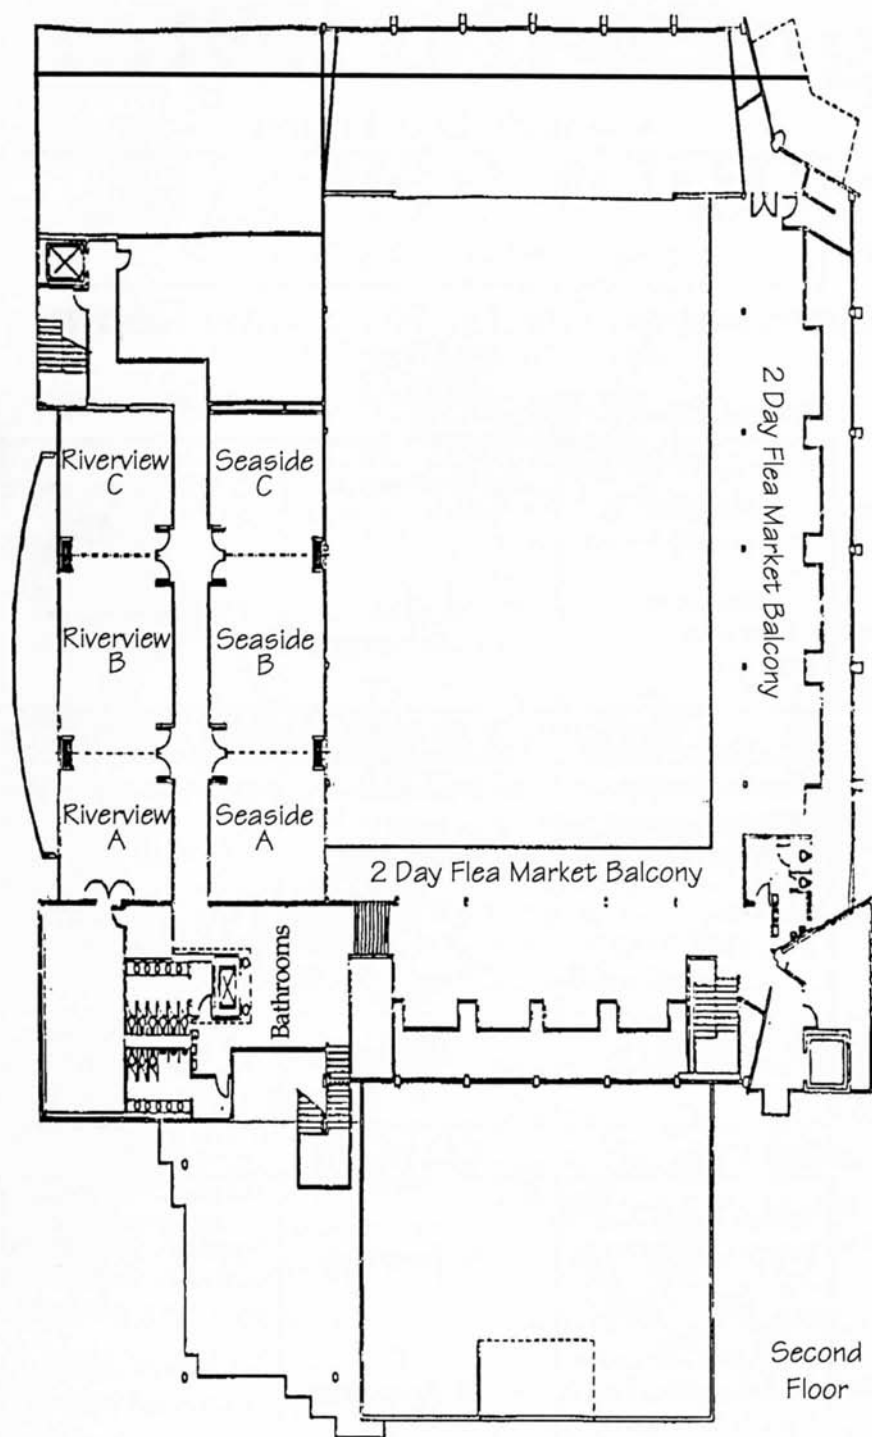 Riverview
C
Seaside
C
2 Day Flea Market Balcony
Riverview
B
Seaside
B
Riverview
A
Seaside
A
2 Day Flea Market Balcony
Bathrooms
Second
Floor